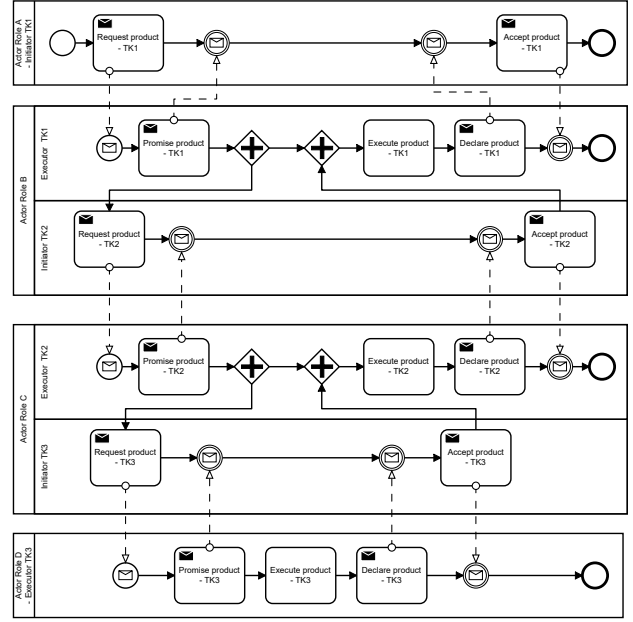 Actor Role A
- Initiator TK1
Request product
- TK1
Accept product
- TK1
Actor Role B
Executor TK1
Promise product
- TK1
Execute product
- TK1
Declare product
- TK1
Initiator TK2
Request product
- TK2
Accept product
- TK2
Actor Role C
Executor TK2
Promise product
- TK2
Execute product
- TK2
Declare product
- TK2
Initiator TK3
Request product
- TK3
Accept product
- TK3
Actor Role D
- Executor TK3
Promise product
- TK3
Execute product
- TK3
Declare product
- TK3